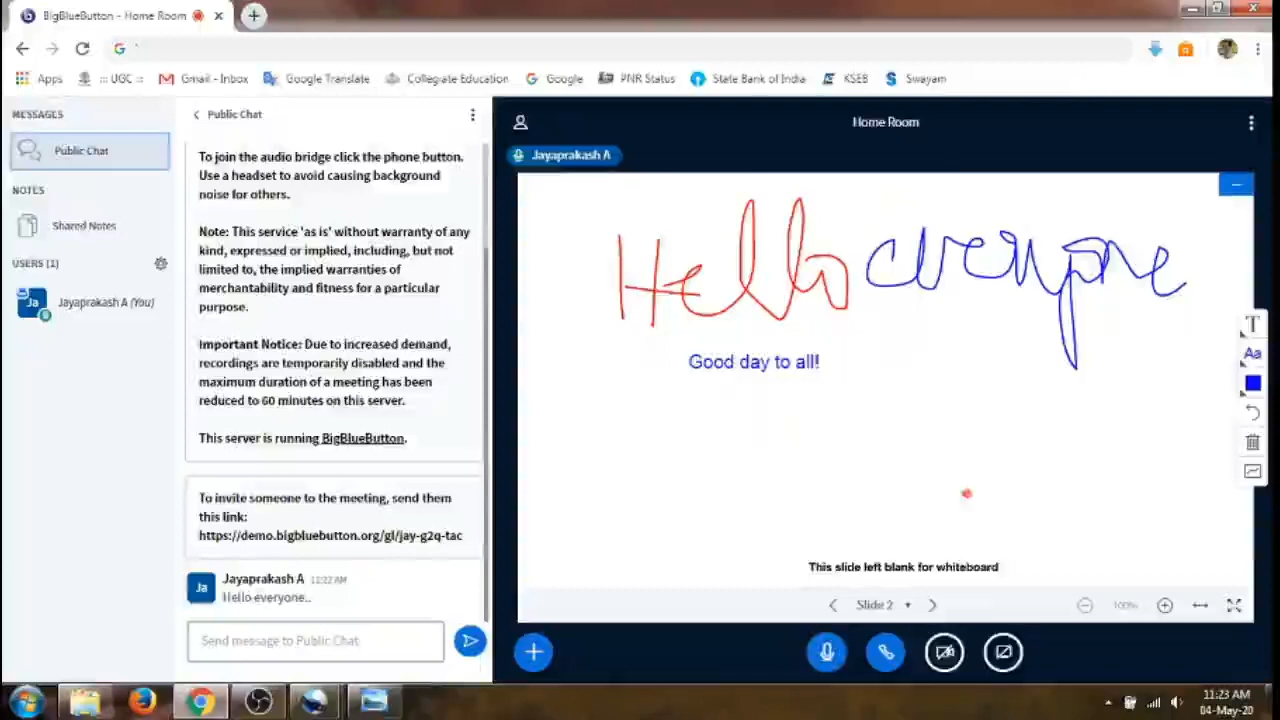 BigBlueButton - Home Room
Apps
::: UGC ::
Gmail - Inbox
Google Translate
Collegiate Education
Google
PNR Status
State Bank of India
KSEB
Swayam
MESSAGES
Public Chat
NOTES
Shared Notes
USERS (1)
Ja
Jayaprakash A (You)
Public Chat
To join the audio bridge click the phone button.
Use a headset to avoid causing background
noise for others.
Note: This service 'as is' without warranty of any
kind, expressed or implied, including, but not
limited to, the implied warranties of
merchantability and fitness for a particular
purpose.
Important Notice: Due to increased demand,
recordings are temporarily disabled and the
maximum duration of a meeting has been
reduced to 60 minutes on this server.
This server is running BigBlueButton.
To invite someone to the meeting, send them
this link:
https://demo.bigbluebutton.org/gl/jay-g2q-tac
Ja
Jayaprakash A 11:22 AM
Hello everyone..
Send message to Public Chat
Home Room
Jayaprakash A
Hello everyone
Good day to all!
T
Aa
This slide left blank for whiteboard
Slide 2
100%
11:23 AM
04-May-20